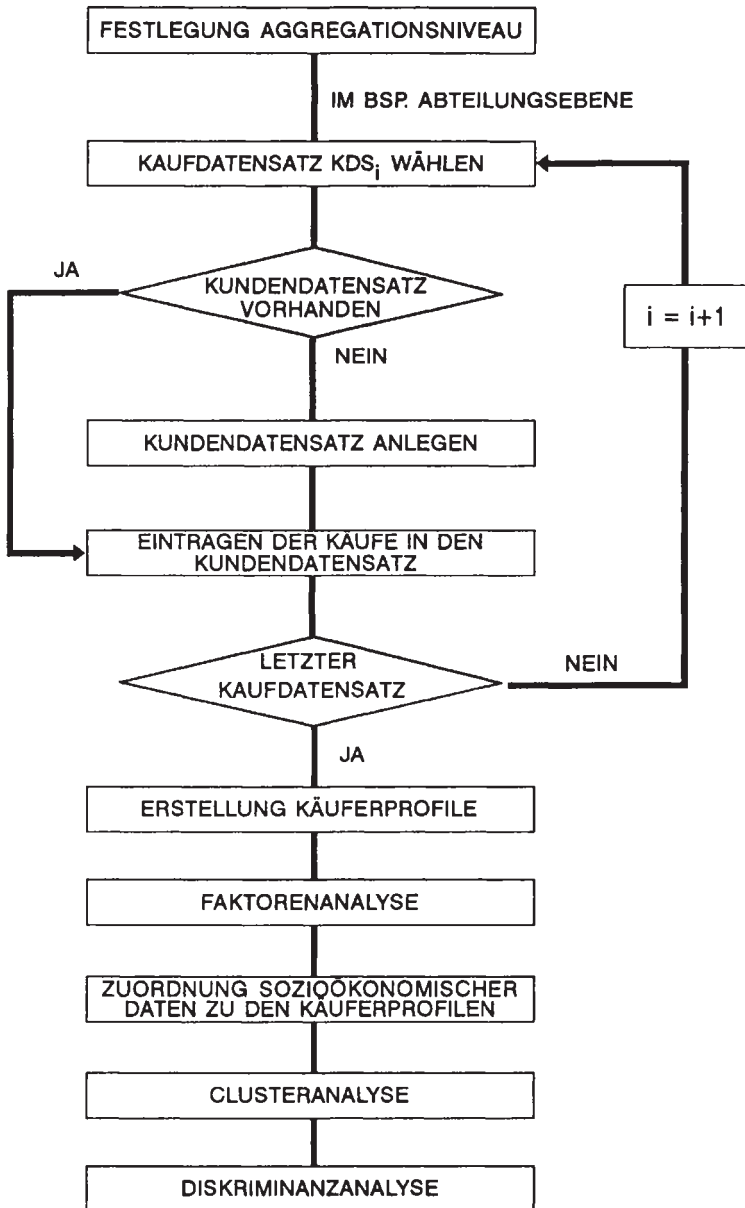 FESTLEGUNG AGGREGATIONSNIVEAU
IM BSP. ABTEILUNGSEBENE
KAUFDATENSATZ KDSi WÄHLEN
JA
KUNDENDATENSATZ
VORHANDEN
i = i+1
NEIN
KUNDENDATENSATZ ANLEGEN
EINTRAGEN DER KÄUFE IN DEN
KUNDENDATENSATZ
LETZTER
KAUFDATENSATZ
NEIN
JA
ERSTELLUNG KÄUFERPROFILE
FAKTORENANALYSE
ZUORDNUNG SOZIOÖKONOMISCHER
DATEN ZU DEN KÄUFERPROFILEN
CLUSTERANALYSE
DISKRIMINANZANALYSE